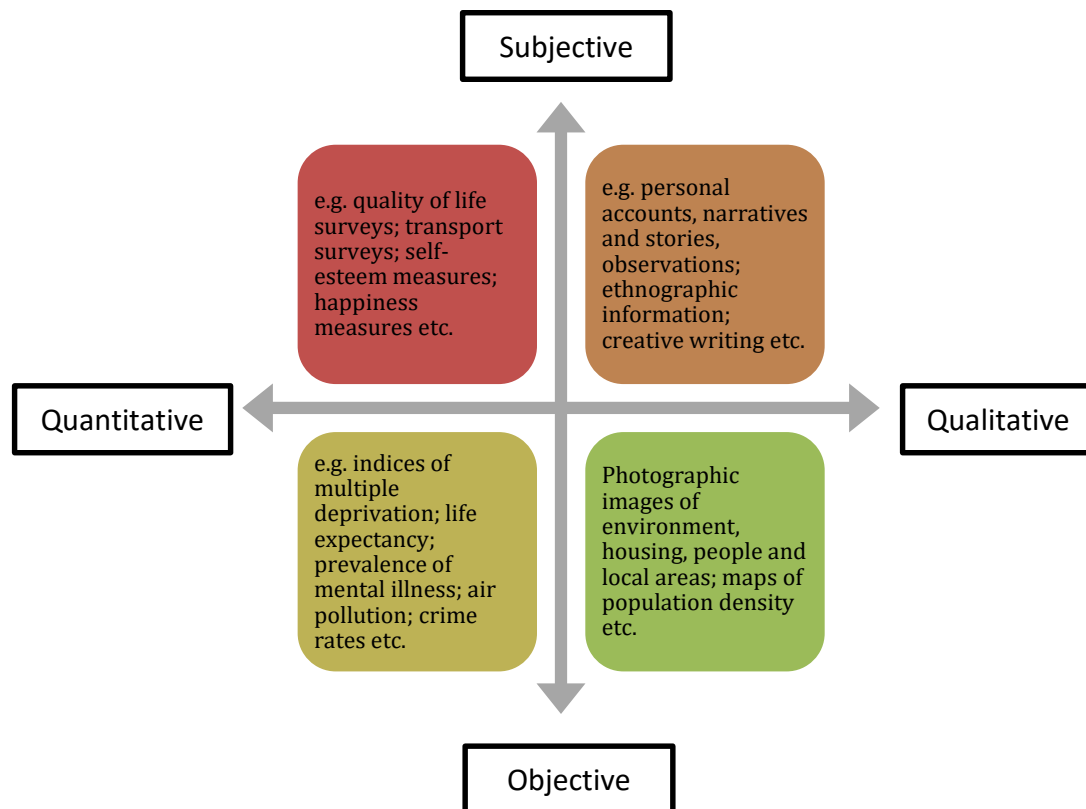 Subjective
e.g. quality of life
surveys; transport
surveys; self-
esteem measures;
happiness
measures etc.
e.g. personal
accounts, narratives
and stories,
observations;
ethnographic
information;
creative writing etc.
Quantitative
Qualitative
e.g. indices of
multiple
deprivation; life
expectancy;
prevalence of
mental illness; air
pollution; crime
rates etc.
Photographic
images of
environment,
housing, people and
local areas; maps of
population density
etc.
Objective